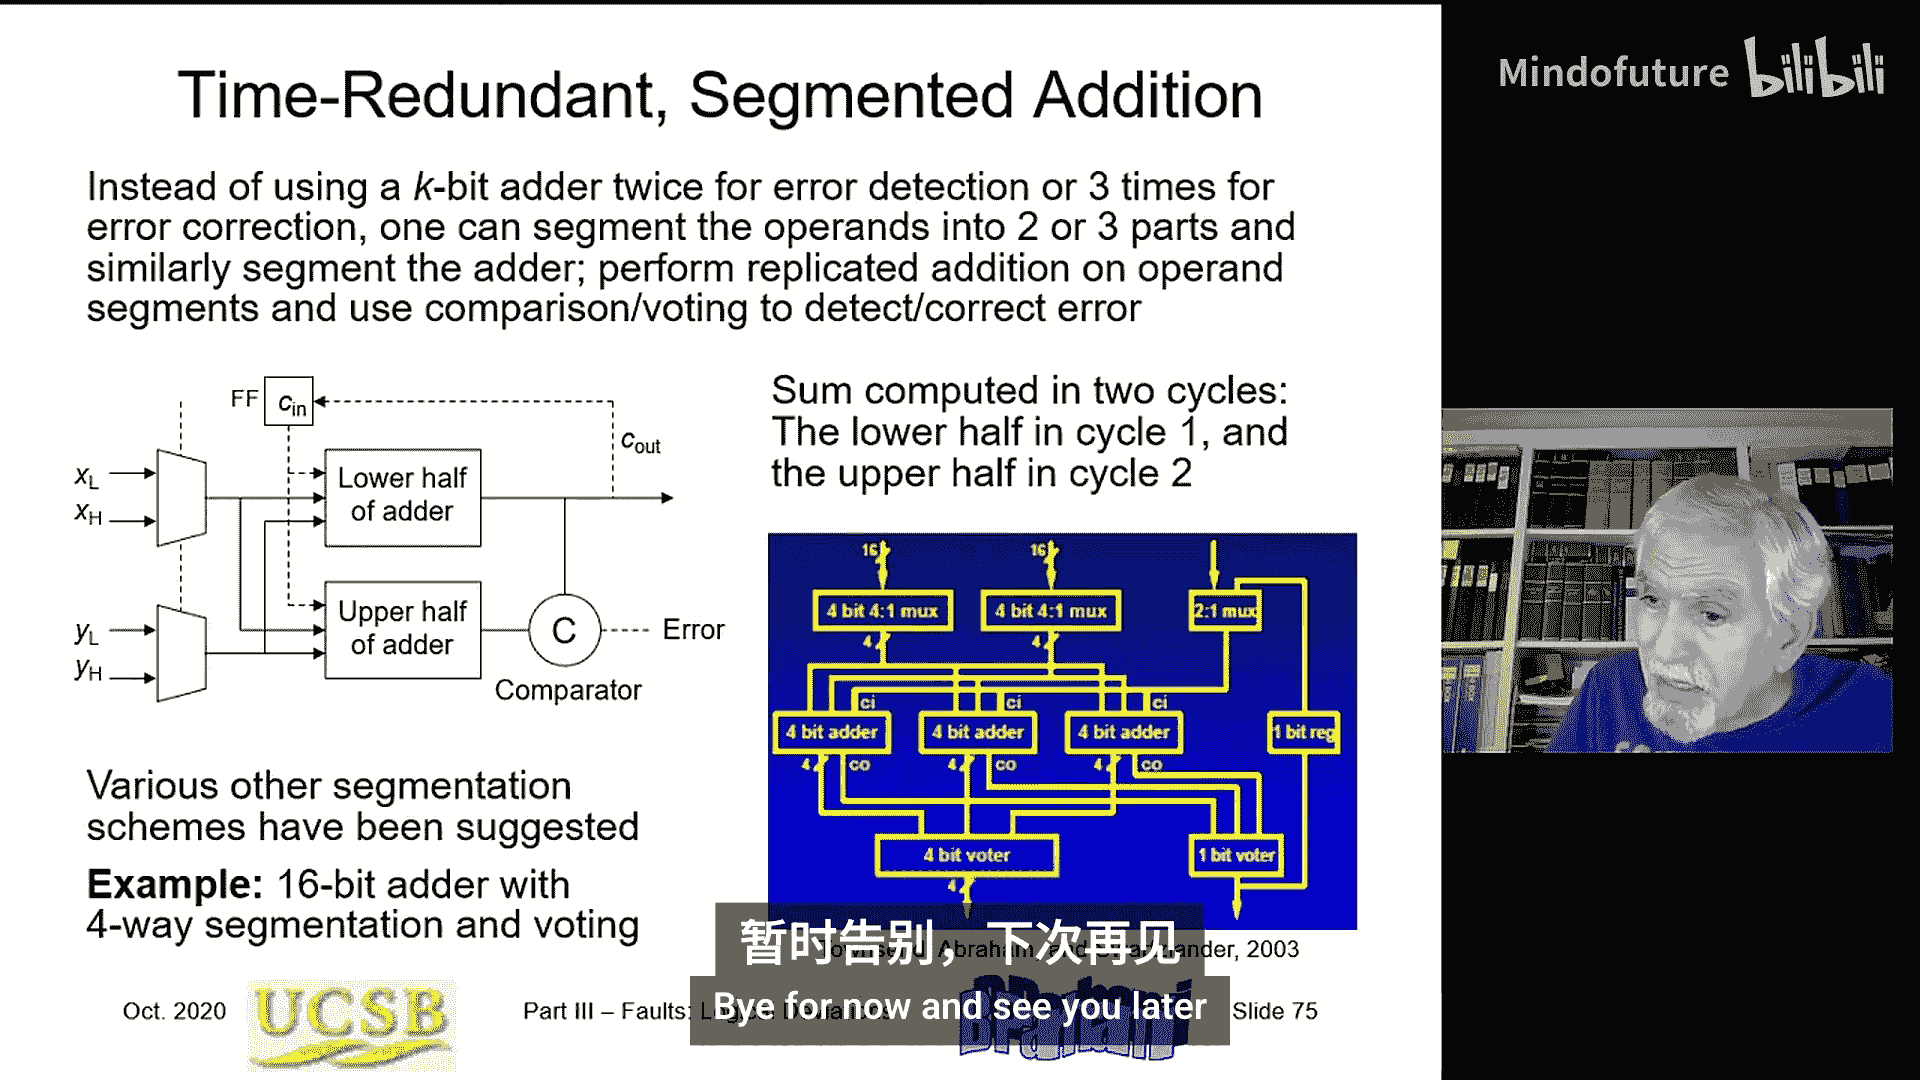 Mindofuture bilibili
Time-Redundant, Segmented Addition
Instead of using a k-bit adder twice for error detection or 3 times for
error correction, one can segment the operands into 2 or 3 parts and
similarly segment the adder; perform replicated addition on operand
segments and use comparison/voting to detect/correct error
FF cin
cout
xL
xH
Lower half
of adder
yL
yH
Upper half
of adder
C
Error
Comparator
Sum computed in two cycles:
The lower half in cycle 1, and
the upper half in cycle 2
16 16
4 bit 4:1 mux 4 bit 4:1 mux 2:1 mux
4 4
ci ci ci
4 bit adder 4 bit adder 4 bit adder 1 bit reg
4 co 4 co 4 co
4 bit voter 1 bit voter
4
Various other segmentation
schemes have been suggested
Example: 16-bit adder with
4-way segmentation and voting
Abraham, 2003
暂时告别，下次再见
Bye for now and see you later
Oct. 2020 UCSB Part III – Faults: Slide 75